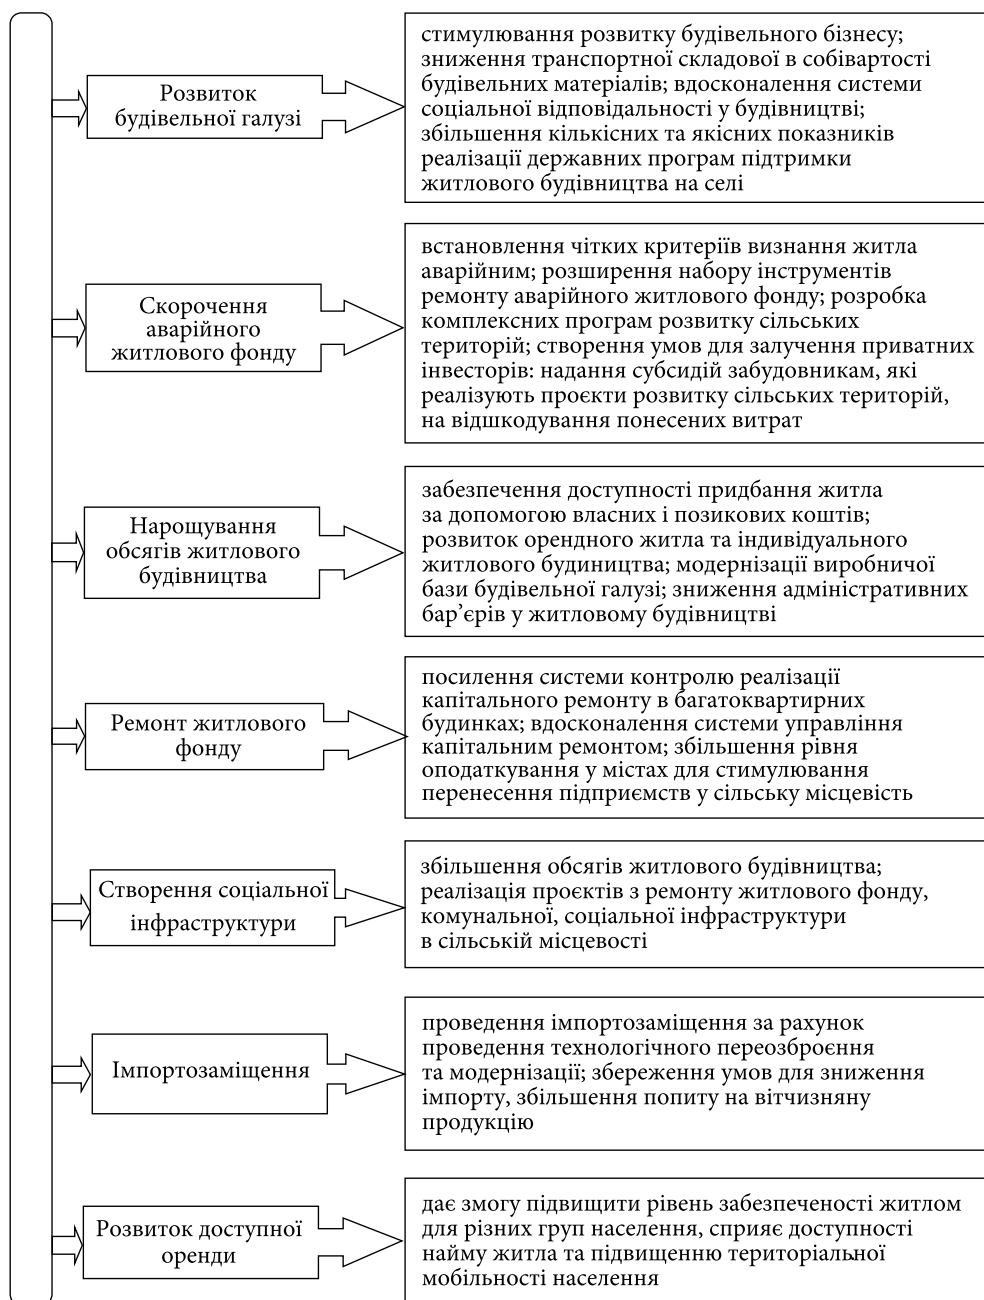 Розвиток
будівельної галузі
стимулювання розвитку будівельного бізнесу;
зниження транспортної складової в собівартості
будівельних матеріалів; вдосконалення системи
соціальної відповідальності у будівництві;
збільшення кількісних та якісних показників
реалізації державних програм підтримки
житлового будівництва на селі
Скорочення
аварійного
житлового фонду
встановлення чітких критеріїв визнання житла
аварійним; розширення набору інструментів
ремонту аварійного житлового фонду; розробка
комплексних програм розвитку сільських
територій; створення умов для залучення приватних
інвесторів: надання субсидій забудовникам, які
реалізують проєкти розвитку сільських територій,
на відшкодування понесених витрат
Нарощування
обсягів житлового
будівництва
забезпечення доступності придбання житла
за допомогою власних і позикових коштів;
розвиток орендного житла та індивідуального
житлового будиництва; модернізації виробничої
бази будівельної галузі; зниження адміністративних
бар’єрів у житловому будівництві
Ремонт житлового
фонду
посилення системи контролю реалізації
капітального ремонту в багатоквартирних
будинках; вдосконалення системи управління
капітальним ремонтом; збільшення рівня
оподаткування у містах для стимулювання
перенесення підприємств у сільську місцевість
Створення соціальної
інфраструктури
збільшення обсягів житлового будівництва;
реалізація проєктів з ремонту житлового фонду,
комунальної, соціальної інфраструктури
в сільській місцевості
Імпортозаміщення
проведення імпортозаміщення за рахунок
проведення технологічного переозброєння
та модернізації; збереження умов для зниження
імпорту, збільшення попиту на вітчизняну
продукцію
Розвиток доступної
оренди
дає змогу підвищити рівень забезпеченості житлом
для різних груп населення, сприяє доступності
найму житла та підвищенню територіальної
мобільності населення